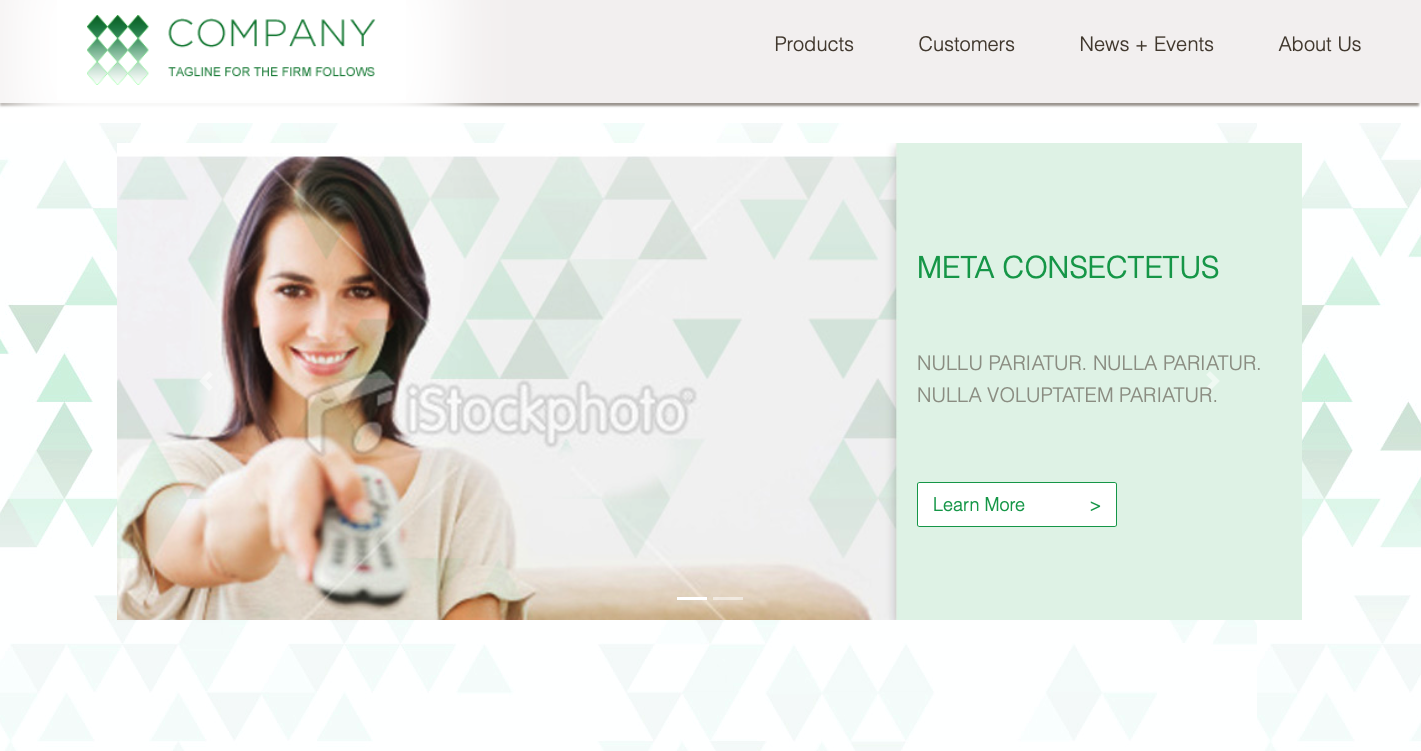 COMPANY
TAGLINE FOR THE FIRM FOLLOWS
Products
Customers
News + Events
About Us
iStockphoto
META CONSECTETUS
NULLU PARIATUR. NULLA PARIATUR.
NULLA VOLUPTATEM PARIATUR.
Learn More >